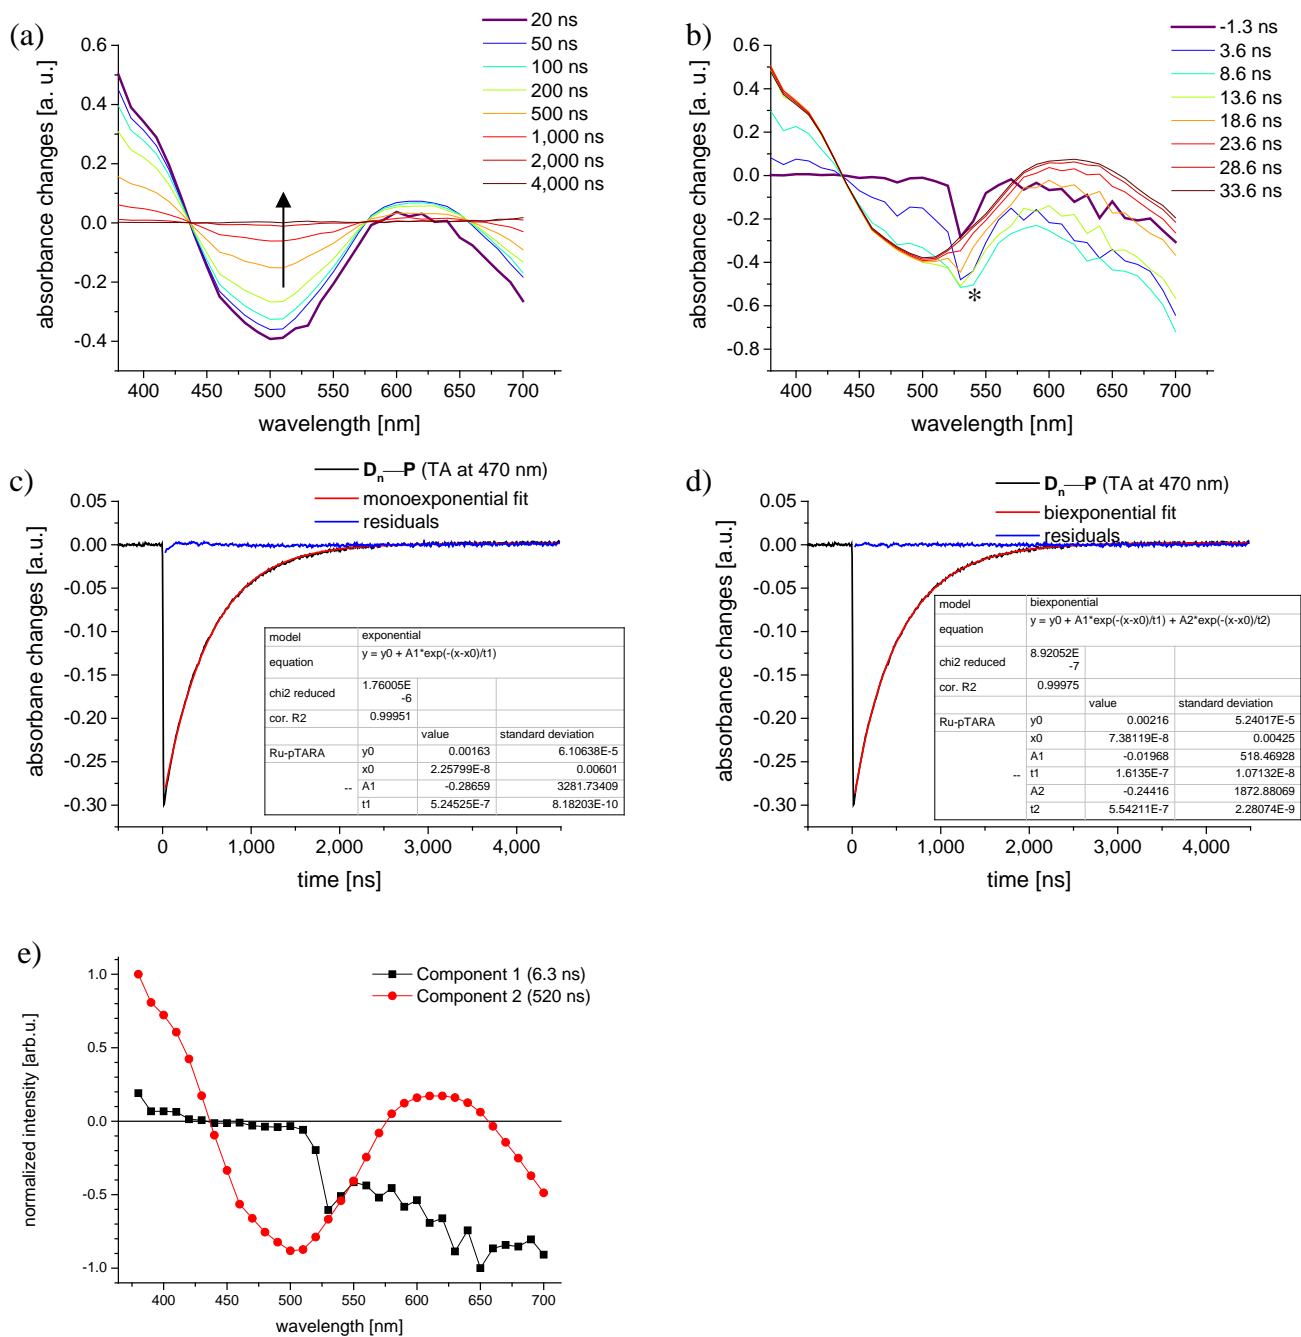 (a)
20 ns
50 ns
100 ns
200 ns
500 ns
1,000 ns
2,000 ns
4,000 ns
0.6
0.4
0.2
0.0
-0.2
-0.4
absorbance changes [a. u.]
400 450 500 550 600 650 700
wavelength [nm]
b)
-1.3 ns
3.6 ns
8.6 ns
13.6 ns
18.6 ns
23.6 ns
28.6 ns
33.6 ns
0.6
0.4
0.2
0.0
-0.2
-0.4
-0.6
-0.8
absorbance changes [a. u.]
*
400 450 500 550 600 650 700
wavelength [nm]
c)
Dn—P (TA at 470 nm)
monoexponential fit
residuals
0.05
0.00
-0.05
-0.10
-0.15
-0.20
-0.25
-0.30
absorbane changes [a.u.]
model exponential
equation y = y0 + A1*exp(-(x-x0)/t1)
chi2 reduced 1.76005E
-6
cor. R2 0.99951
value standard deviation
Ru-pTARA y0 0.00163 6.10638E-5
x0 2.25799E-8 0.00601
-- A1 -0.28659 3281.73409
t1 5.24525E-7 8.18203E-10
0 1,000 2,000 3,000 4,000
time [ns]
d)
Dn—P (TA at 470 nm)
biexponential fit
residuals
0.05
0.00
-0.05
-0.10
-0.15
-0.20
-0.25
-0.30
absorbance changes [a.u.]
model biexponential
equation y = y0 + A1*exp(-(x-x0)/t1) + A2*exp(-(x-x0)/t2)
chi2 reduced 8.92052E
-7
cor. R2 0.99975
value standard deviation
Ru-pTARA y0 0.00216 5.24017E-5
x0 7.38119E-8 0.00425
A1 -0.01968 518.46928
-- t1 1.6135E-7 1.07132E-8
A2 -0.24416 1872.88069
t2 5.54211E-7 2.28074E-9
0 1,000 2,000 3,000 4,000
time [ns]
e)
Component 1 (6.3 ns)
Component 2 (520 ns)
1.0
0.5
0.0
-0.5
-1.0
normalized intensity [arb.u.]
400 450 500 550 600 650 700
wavelength [nm]